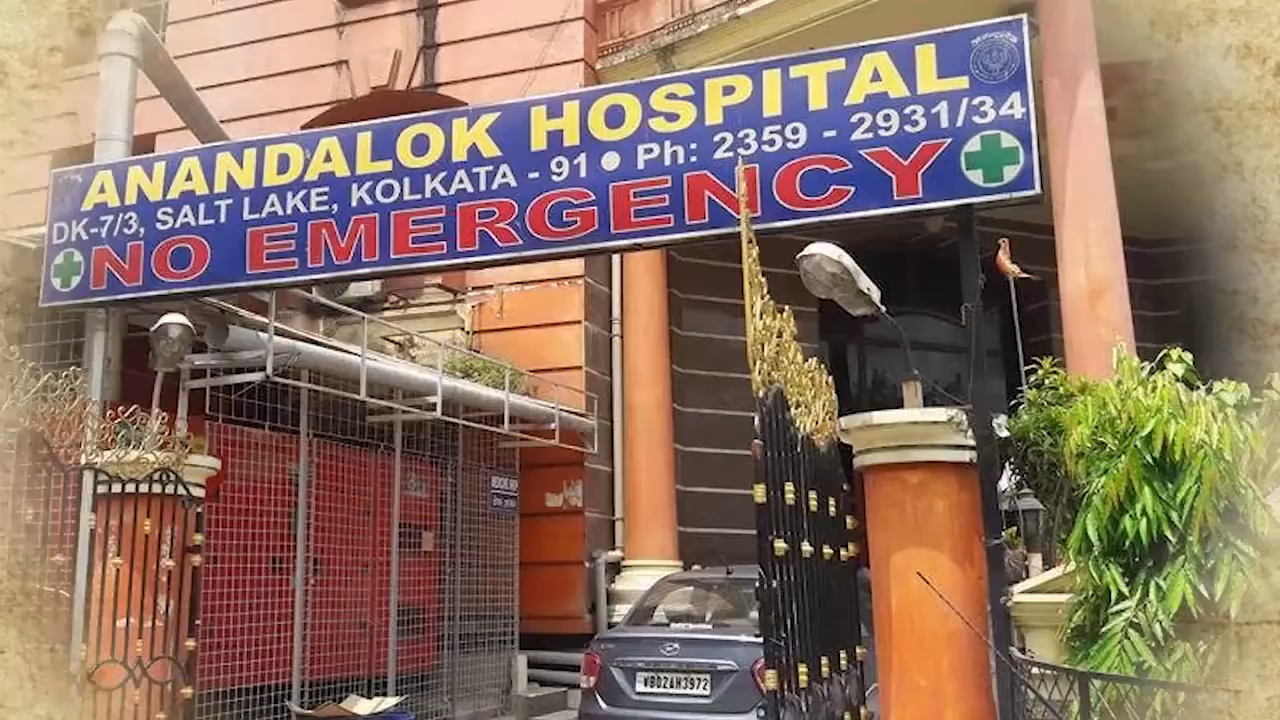 ANANDALOK HOSPITAL
DK-7/3, SALT LAKE, KOLKATA - 91 ● Ph: 2359 - 2931/34
NO EMERGENCY
WB02AH3972